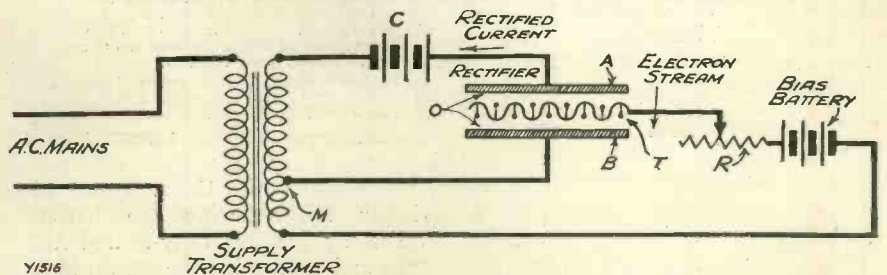 C
RECTIFIED
CURRENT
RECTIFIER
A
ELECTRON
STREAM
BIAS
BATTERY
O
A.C. MAINS
B
T
R
M
SUPPLY
TRANSFORMER
Y1516